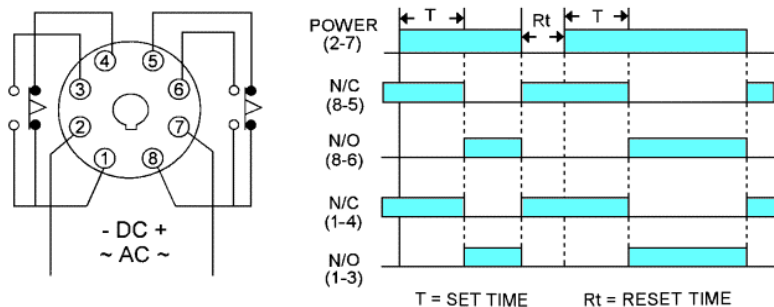 4 5
3 6
2 7
1 8
- DC +
~ AC ~
T Rt T
POWER
(2-7)
N/C
(8-5)
N/O
(8-6)
N/C
(1-4)
N/O
(1-3)
T = SET TIME Rt = RESET TIME